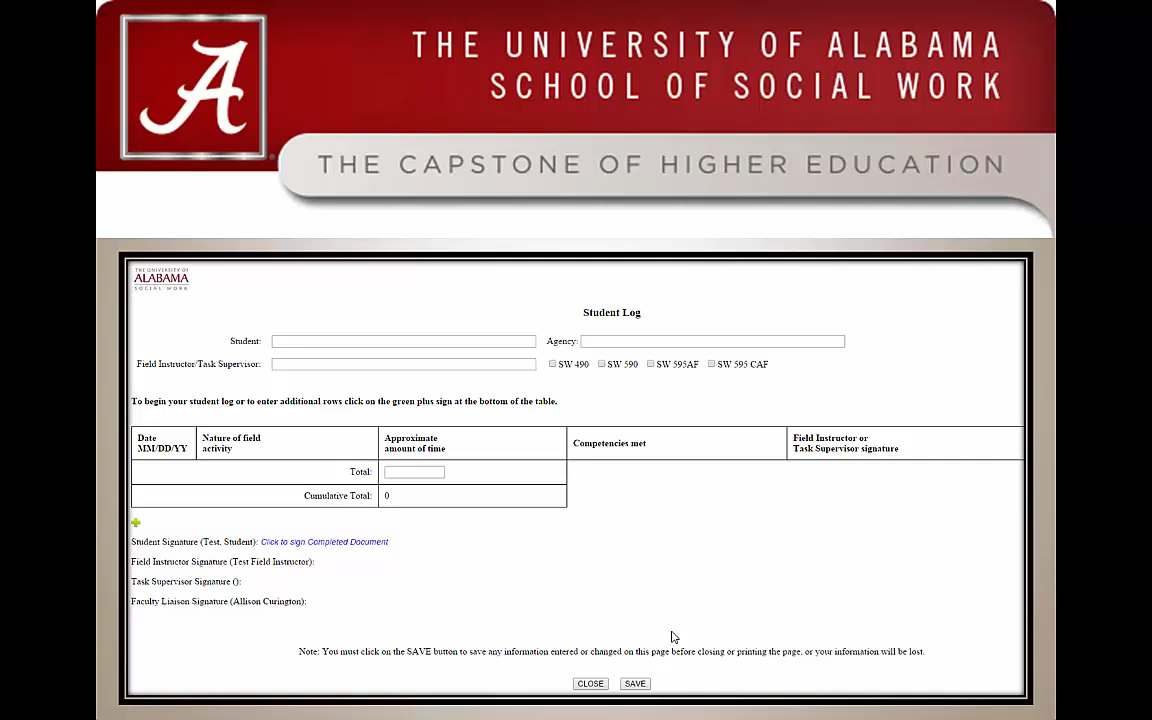 THE UNIVERSITY OF ALABAMA
SCHOOL OF SOCIAL WORK
A
THE CAPSTONE OF HIGHER EDUCATION
THE UNIVERSITY OF
ALABAMA
SOCIAL WORK
Student Log
Student: Agency:
Field Instructor/Task Supervisor: SW 490 SW 590 SW 595AF SW 595 CAF
To begin your student log or to enter additional rows click on the green plus sign at the bottom of the table.
Date Nature of field Approximate Competencies met Field Instructor or
MM/DD/YY activity amount of time Task Supervisor signature
Total:
Cumulative Total: 0
Student Signature (Test, Student): Click to sign Completed Document
Field Instructor Signature (Test Field Instructor):
Task Supervisor Signature ():
Faculty Liaison Signature (Allison Curington):
Note: You must click on the SAVE button to save any information entered or changed on this page before closing or printing the page, or your information will be lost.
CLOSE SAVE